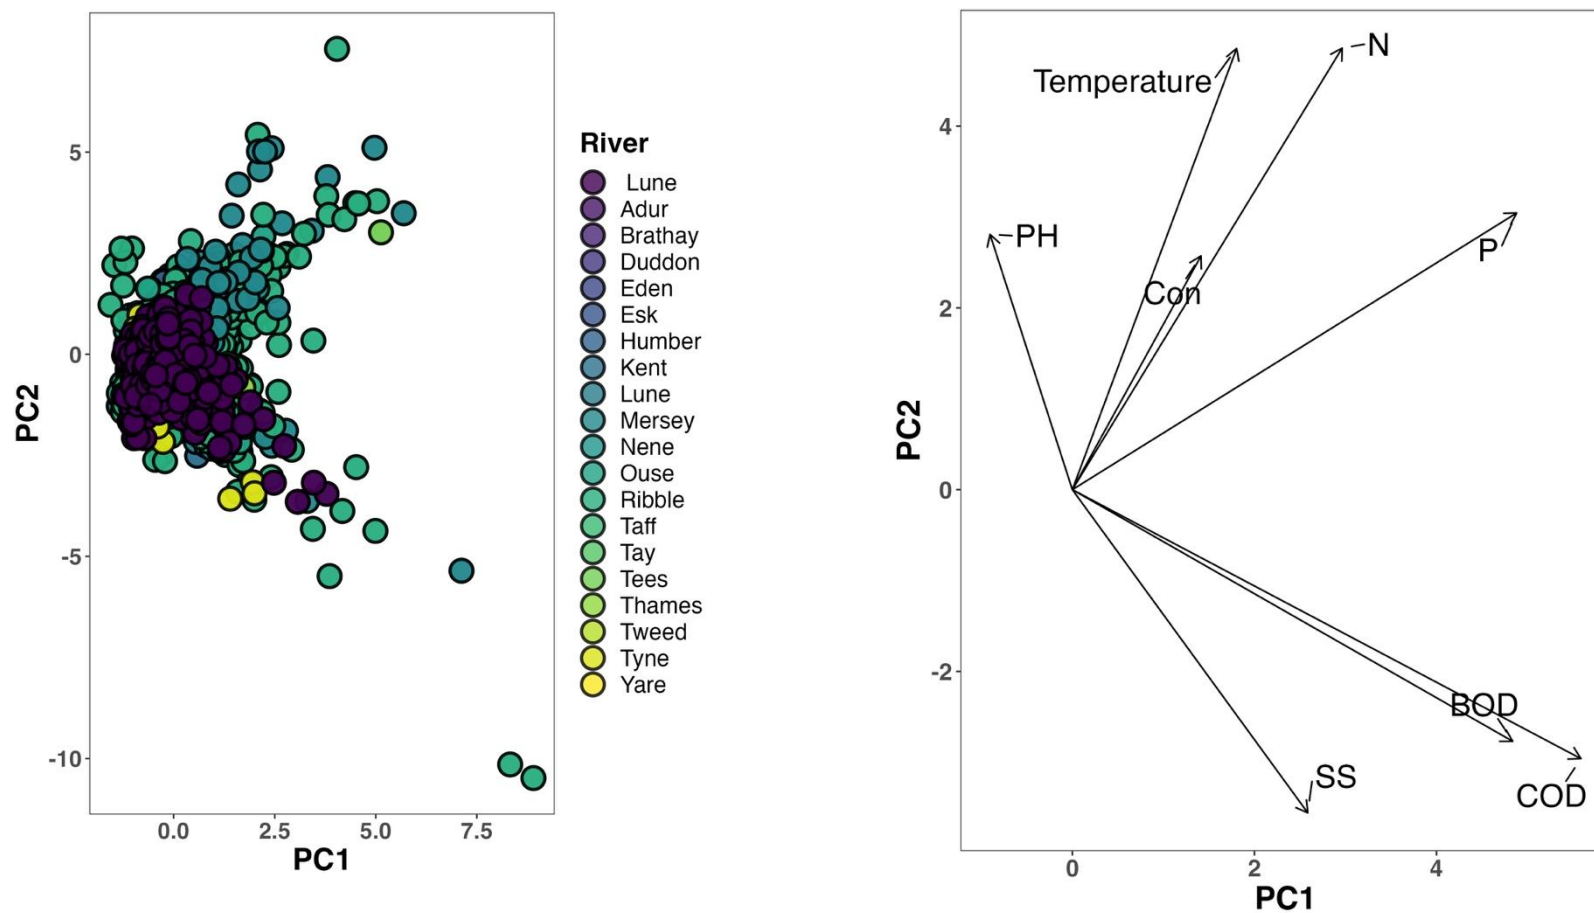 5
0
-5
-10
0.0
2.5
5.0
7.5
PC1
PC2
River
Lune
Adur
Brathay
Duddon
Eden
Esk
Humber
Kent
Lune
Mersey
Nene
Ouse
Ribble
Taff
Tay
Tees
Thames
Tweed
Tyne
Yare
N
Temperature
PH
P
Con
BOD
SS
COD
4
2
0
-2
0
2
4
PC1
PC2